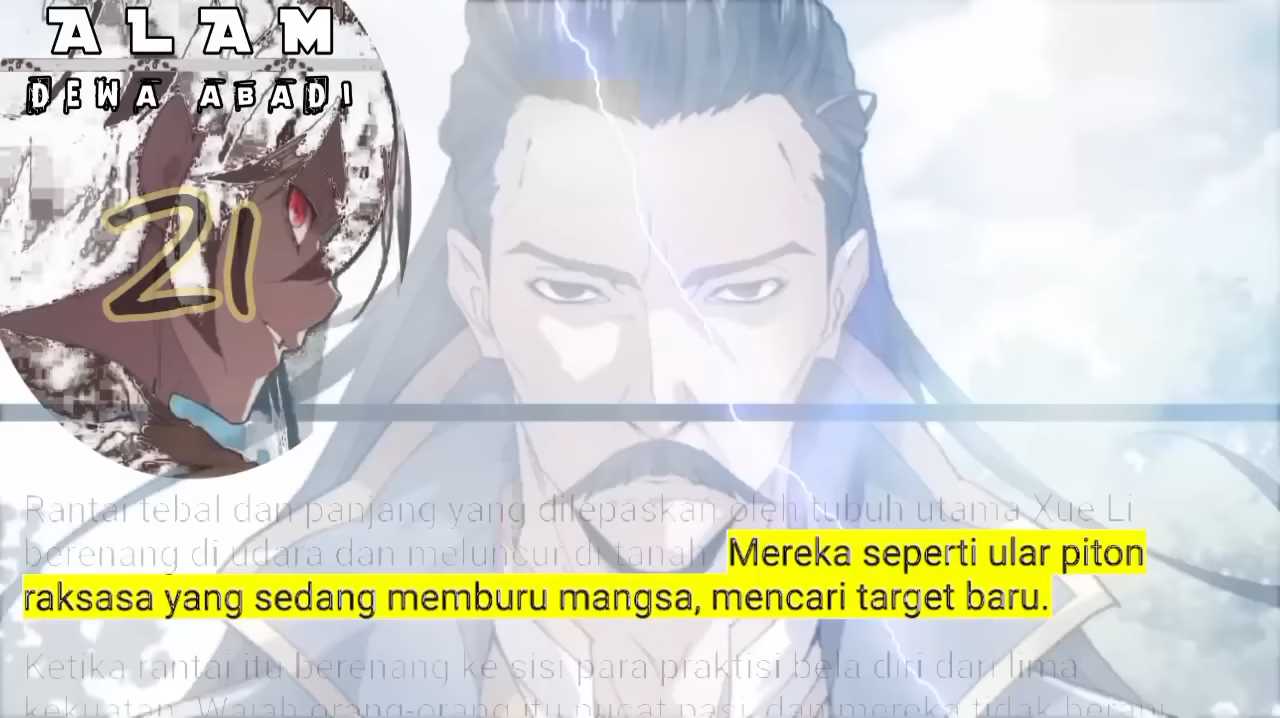 ALAM
DEWA ABADI
21
Rantai tebal dan panjang yang dilepaskan oleh tubuh utama Xue Li
berenang di udara dan meluncur di tanah. Mereka seperti ular piton
raksasa yang sedang memburu mangsa, mencari target baru.
Ketika rantai itu berenang ke sisi para praktisi bela diri dari lima
kekuatan. Wajah orang-orang itu pucat pasi, dan mereka tidak berani